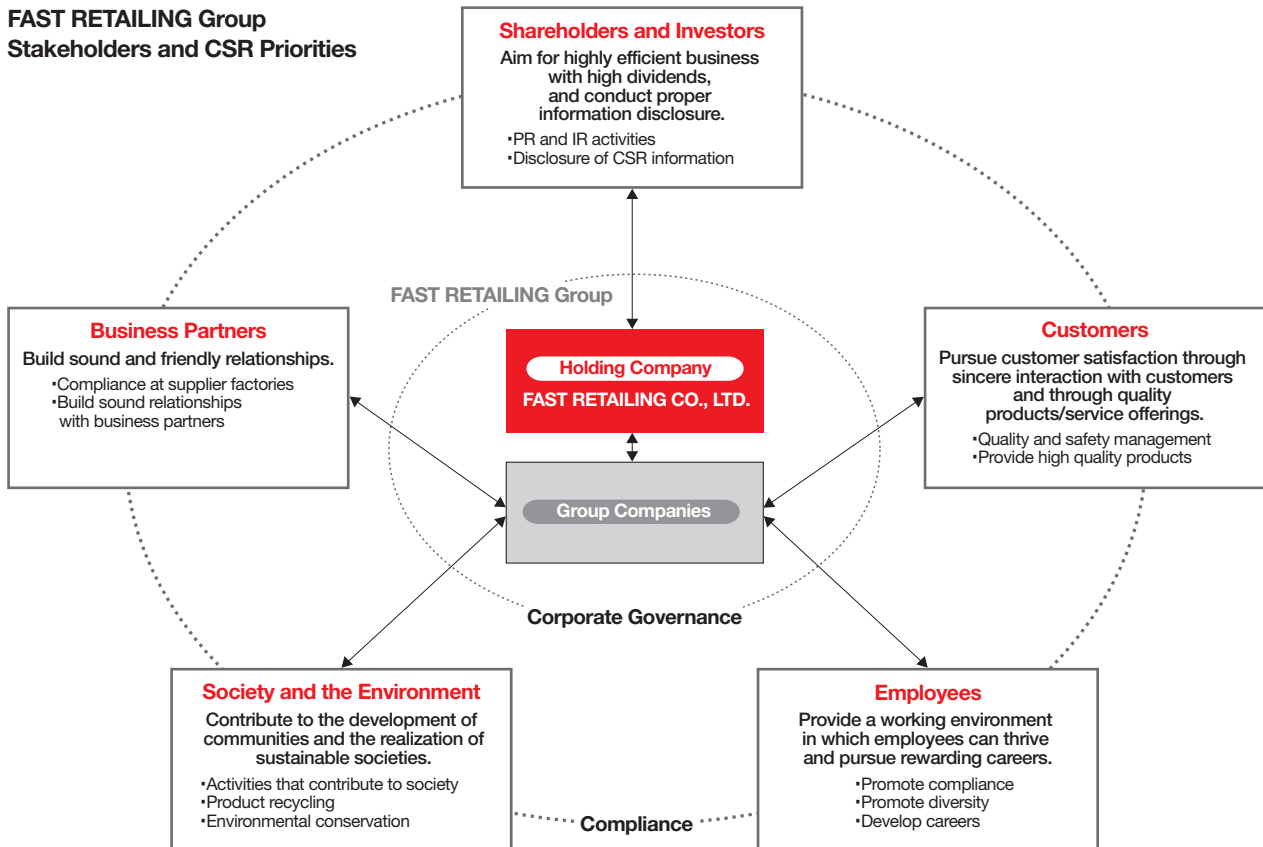 FAST RETAILING Group
Stakeholders and CSR Priorities
Shareholders and Investors
Aim for highly efficient business
with high dividends,
and conduct proper
information disclosure.
・PR and IR activities
・Disclosure of CSR information
FAST RETAILING Group
Business Partners
Build sound and friendly relationships.
・Compliance at supplier factories
・Build sound relationships
with business partners
Holding Company
FAST RETAILING CO., LTD.
Group Companies
Customers
Pursue customer satisfaction through
sincere interaction with customers
and through quality
products/service offerings.
・Quality and safety management
・Provide high quality products
Corporate Governance
Society and the Environment
Contribute to the development of
communities and the realization of
sustainable societies.
・Activities that contribute to society
・Product recycling
・Environmental conservation
Compliance
Employees
Provide a working environment
in which employees can thrive
and pursue rewarding careers.
・Promote compliance
・Promote diversity
・Develop careers